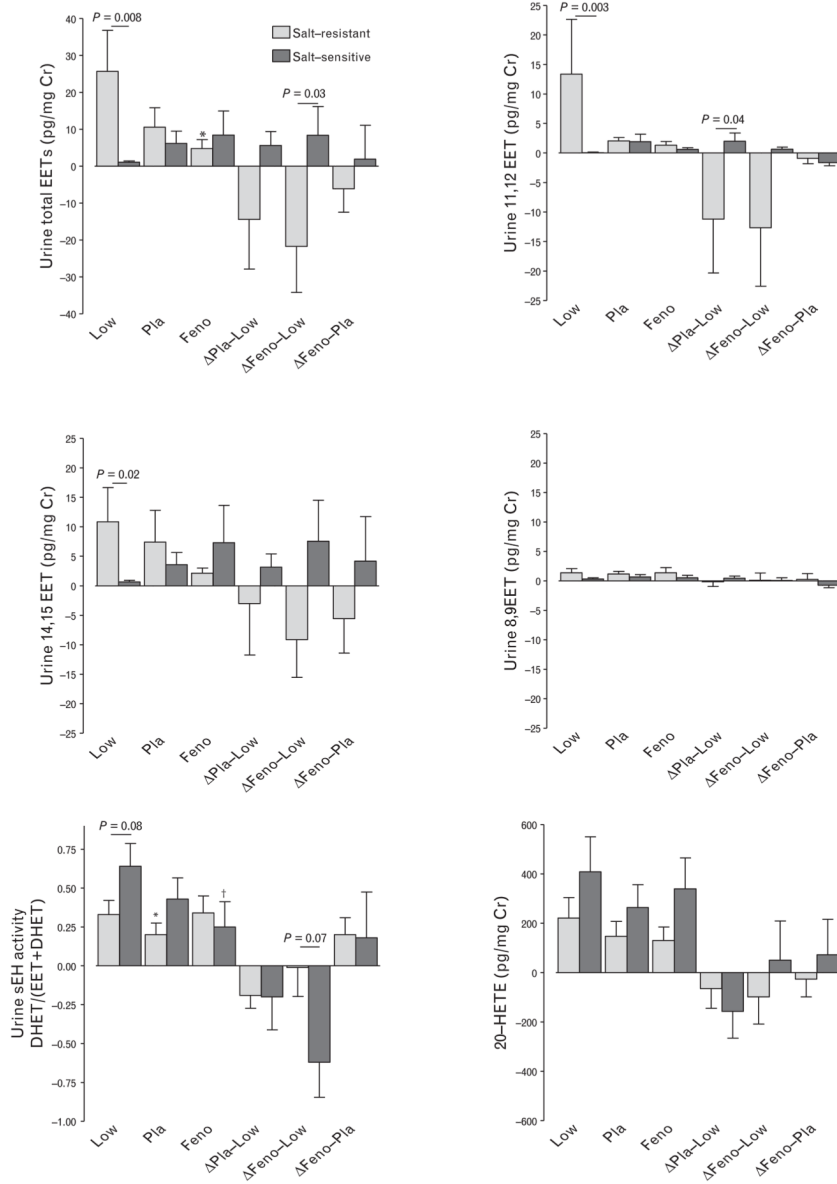 Urine total EETs (pg/mg Cr)
40
30
20
10
0
−10
−20
−30
−40
P = 0.008
Salt–resistant
Salt–sensitive
*
P = 0.03
Low
Pla
Feno
ΔPla–Low
ΔFeno–Low
ΔFeno–Pla
Urine 11,12 EET (pg/mg Cr)
25
20
15
10
5
0
−5
−10
−15
−20
−25
P = 0.003
P = 0.04
Low
Pla
Feno
ΔPla–Low
ΔFeno–Low
ΔFeno–Pla
Urine 14,15 EET (pg/mg Cr)
25
20
15
10
5
0
−5
−10
−15
−20
−25
P = 0.02
Low
Pla
Feno
ΔPla–Low
ΔFeno–Low
ΔFeno–Pla
Urine 8,9EET (pg/mg Cr)
25
20
15
10
5
0
−5
−10
−15
−20
−25
Low
Pla
Feno
ΔPla–Low
ΔFeno–Low
ΔFeno–Pla
Urine sEH activity
DHET/(EET+DHET)
0.75
0.50
0.25
0.00
−0.25
−0.50
−0.75
−1.00
P = 0.08
*
†
P = 0.07
Low
Pla
Feno
ΔPla–Low
ΔFeno–Low
ΔFeno–Pla
20–HETE (pg/mg Cr)
600
400
200
0
−200
−400
−600
Low
Pla
Feno
ΔPla–Low
ΔFeno–Low
ΔFeno–Pla